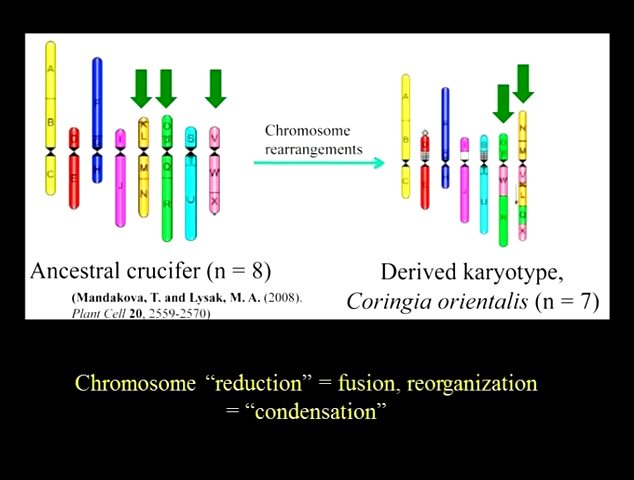 A
B
C
D
E
F
H
I
J
K
L
M
N
O
P
Q
R
S
T
U
V
W
X
Chromosome
rearrangements
A
B
C
D
E
J
S
T
U
W
R
N
M
V
K
L
Q
X
Ancestral crucifer (n = 8)
(Mandakova, T. and Lysak, M. A. (2008).
Plant Cell 20, 2559-2570)
Derived karyotype,
Coringia orientalis (n = 7)
Chromosome “reduction” = fusion, reorganization
= “condensation”